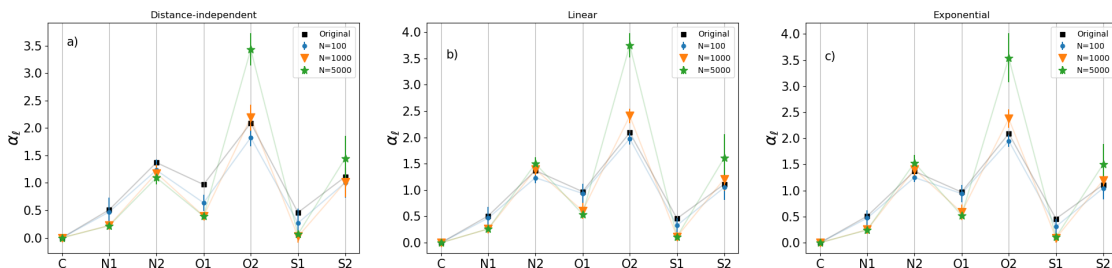 Distance-independent
a)
Original
N=100
N=1000
N=5000
α_ℓ
3.5
3.0
2.5
2.0
1.5
1.0
0.5
0.0
C N1 N2 O1 O2 S1 S2
Linear
b)
Original
N=100
N=1000
N=5000
α_ℓ
4.0
3.5
3.0
2.5
2.0
1.5
1.0
0.5
0.0
C N1 N2 O1 O2 S1 S2
Exponential
c)
Original
N=100
N=1000
N=5000
α_ℓ
4.0
3.5
3.0
2.5
2.0
1.5
1.0
0.5
0.0
C N1 N2 O1 O2 S1 S2